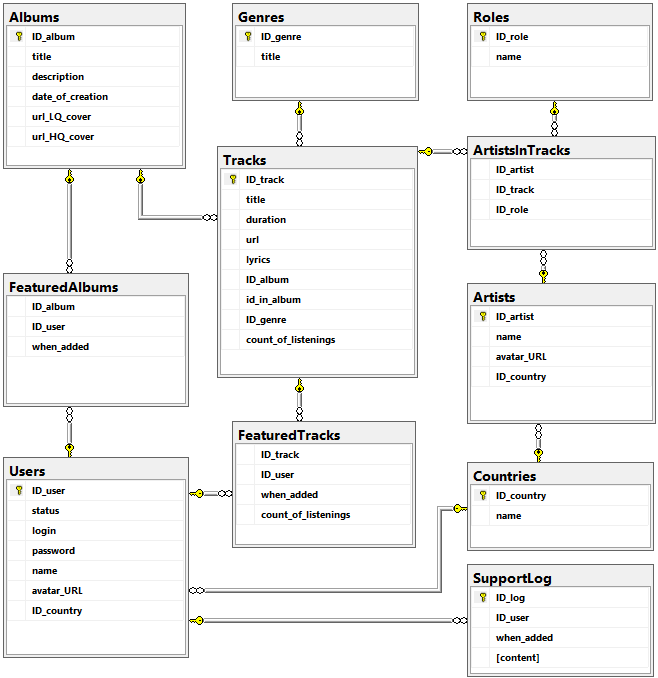 Albums
ID_album
title
description
date_of_creation
url_LQ_cover
url_HQ_cover
Genres
ID_genre
title
Roles
ID_role
name
Tracks
ID_track
title
duration
url
lyrics
ID_album
id_in_album
ID_genre
count_of_listenings
ArtistsInTracks
ID_artist
ID_track
ID_role
FeaturedAlbums
ID_album
ID_user
when_added
Artists
ID_artist
name
avatar_URL
ID_country
FeaturedTracks
ID_track
ID_user
when_added
count_of_listenings
Users
ID_user
status
login
password
name
avatar_URL
ID_country
Countries
ID_country
name
SupportLog
ID_log
ID_user
when_added
[content]